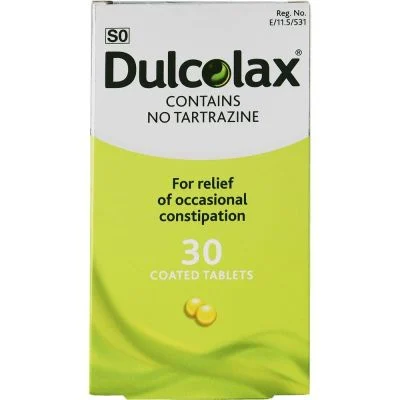 Reg. No.
E/11.5/531
S0
Dulcolax®
CONTAINS
NO TARTRAZINE
For relief
of occasional
constipation
30
COATED TABLETS